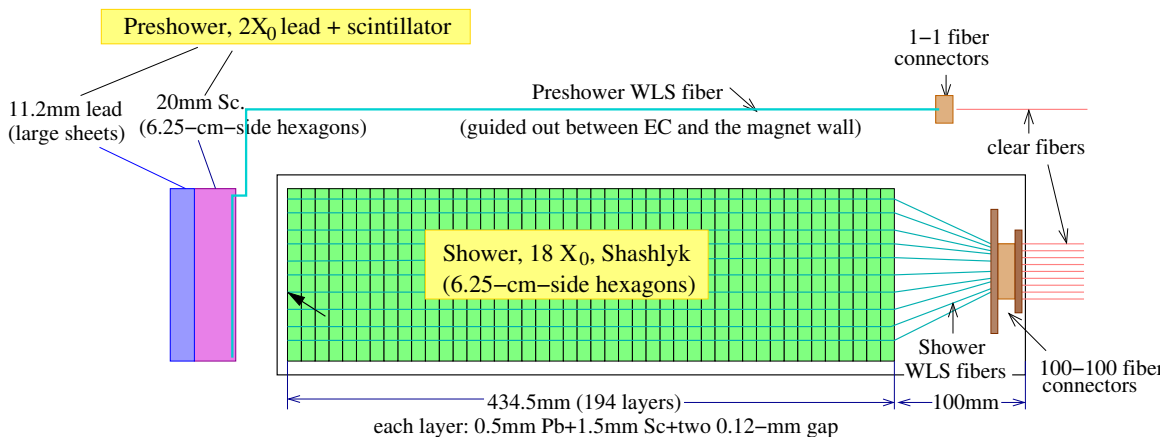 Preshower, 2X0 lead + scintillator
1−1 fiber
connectors
11.2mm lead
(large sheets)
20mm Sc.
(6.25−cm−side hexagons)
Preshower WLS fiber
(guided out between EC and the magnet wall)
clear fibers
Shower, 18 X0, Shashlyk
(6.25−cm−side hexagons)
Shower
WLS fibers
100−100 fiber
connectors
434.5mm (194 layers)
100mm
each layer: 0.5mm Pb+1.5mm Sc+two 0.12−mm gap